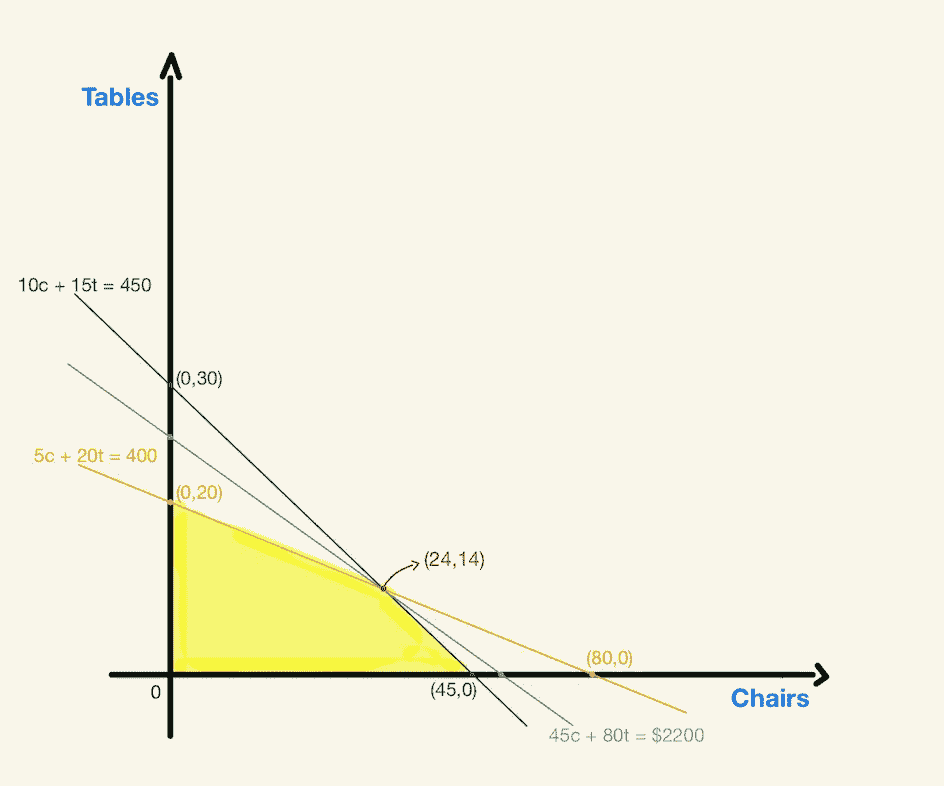 Tables
10c + 15t = 450
(0,30)
5c + 20t = 400
(0,20)
(24,14)
(80,0)
0
(45,0)
Chairs
45c + 80t = $2200